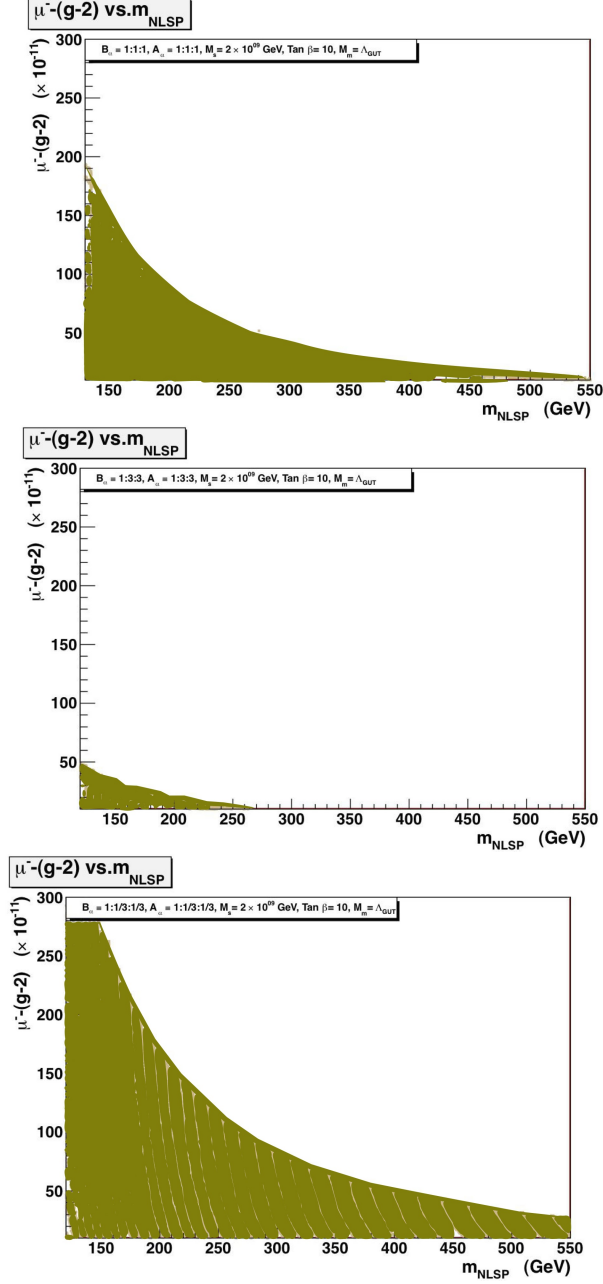 μ⁻-(g-2) vs.m_NLSP
B_α = 1:1:1, A_α = 1:1:1, M_s = 2 × 10⁰⁹ GeV, Tan β= 10, M_m = Λ_GUT
μ⁻-(g-2) (× 10⁻¹¹)
300
250
200
150
100
50
150 200 250 300 350 400 450 500 550
m_NLSP (GeV)
μ⁻-(g-2) vs.m_NLSP
B_α = 1:3:3, A_α = 1:3:3, M_s = 2 × 10⁰⁹ GeV, Tan β= 10, M_m = Λ_GUT
μ⁻-(g-2) (× 10⁻¹¹)
300
250
200
150
100
50
150 200 250 300 350 400 450 500 550
m_NLSP (GeV)
μ⁻-(g-2) vs.m_NLSP
B_α = 1:1/3:1/3, A_α = 1:1/3:1/3, M_s = 2 × 10⁰⁹ GeV, Tan β= 10, M_m = Λ_GUT
μ⁻-(g-2) (× 10⁻¹¹)
300
250
200
150
100
50
150 200 250 300 350 400 450 500 550
m_NLSP (GeV)